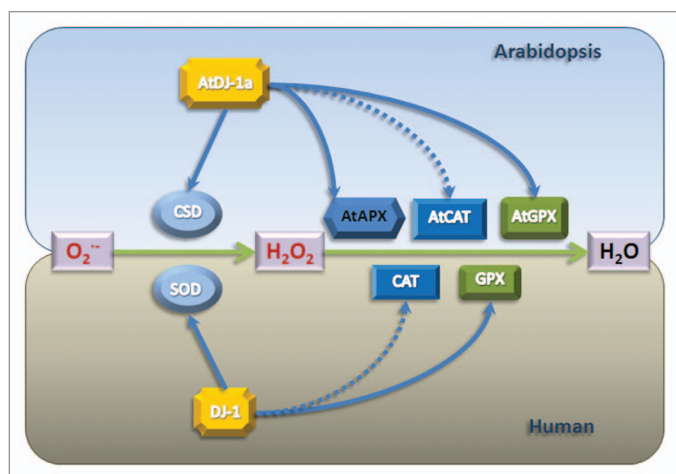 Arabidopsis
AtDJ-1a
CSD
AtAPX
AtCAT
AtGPX
O₂·⁻
H₂O₂
H₂O
SOD
CAT
GPX
DJ-1
Human